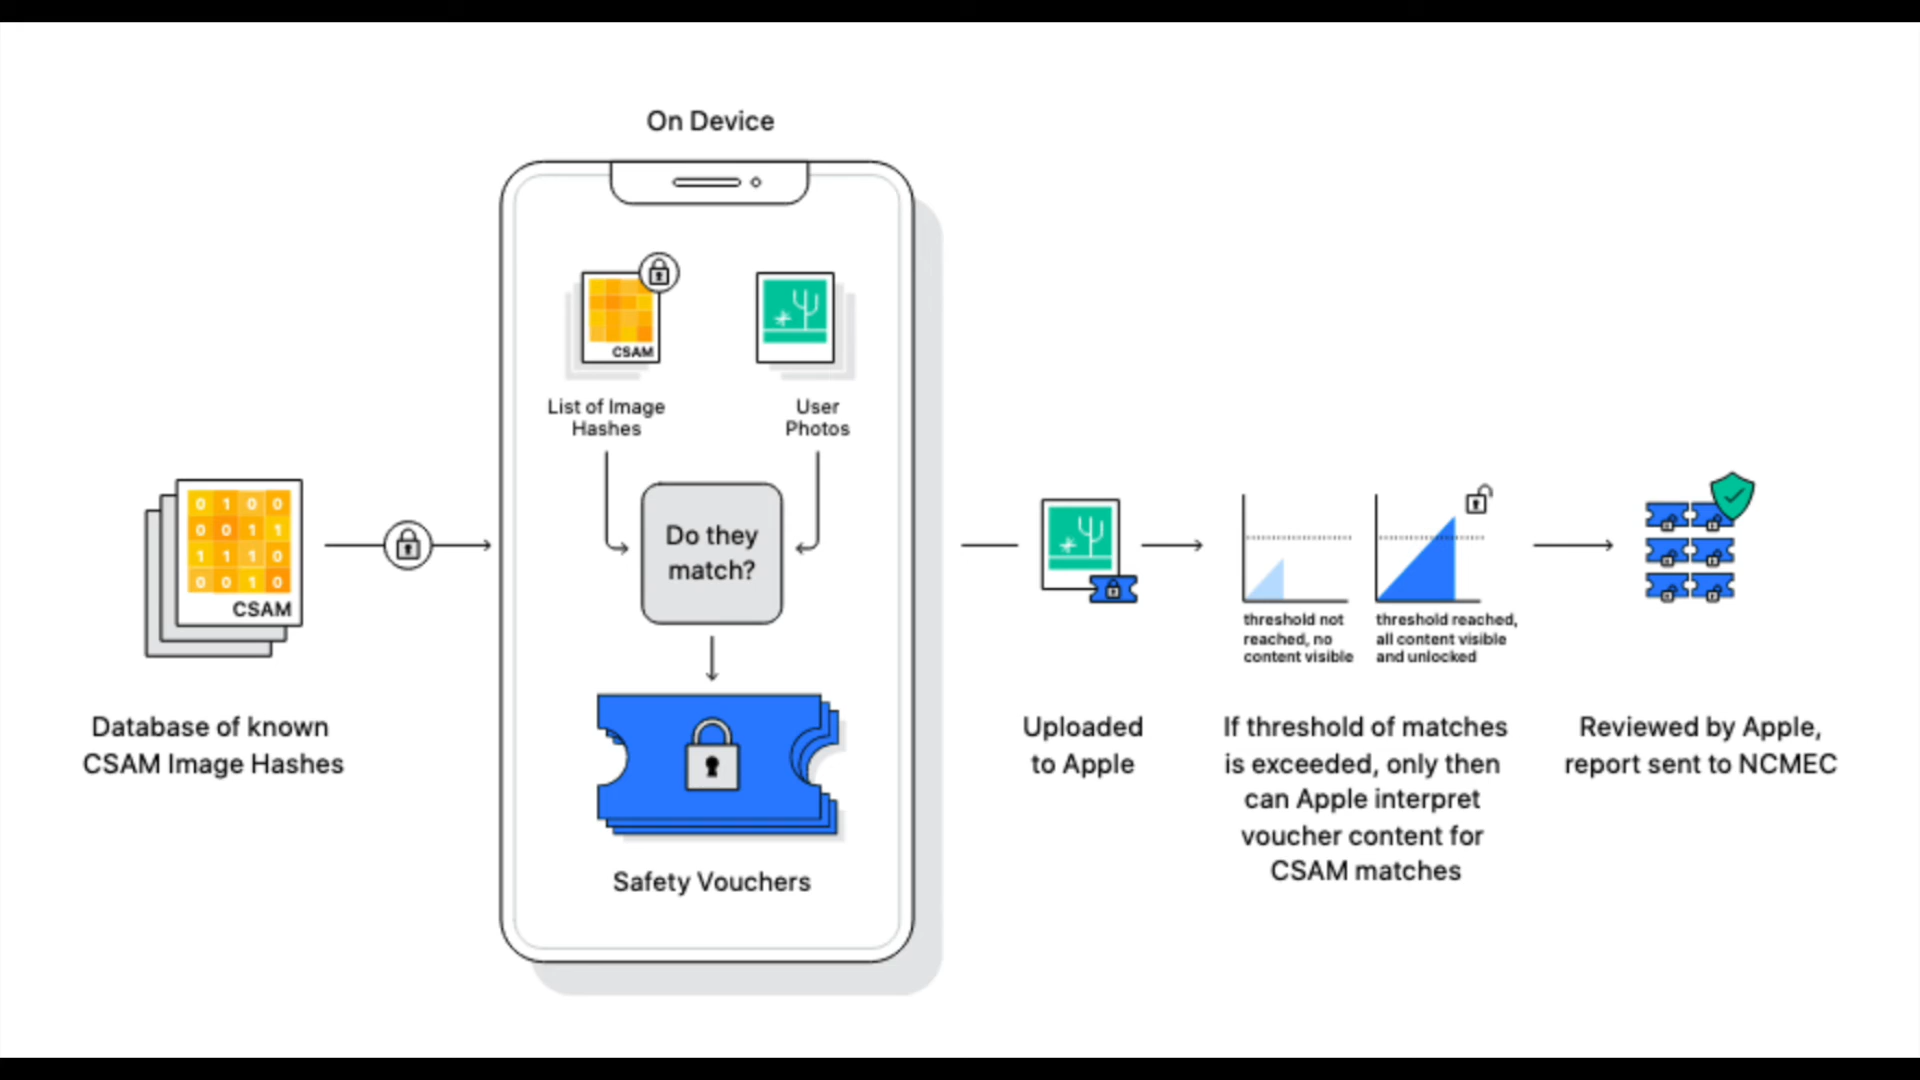 On Device
CSAM
List of Image
Hashes
User
Photos
Do they
match?
Safety Vouchers
0 1 0 0
0 0 1 1
1 1 1 0
0 0 1 0
CSAM
Database of known
CSAM Image Hashes
Uploaded
to Apple
threshold not
reached, no
content visible
threshold reached,
all content visible
and unlocked
If threshold of matches
is exceeded, only then
can Apple interpret
voucher content for
CSAM matches
Reviewed by Apple,
report sent to NCMEC